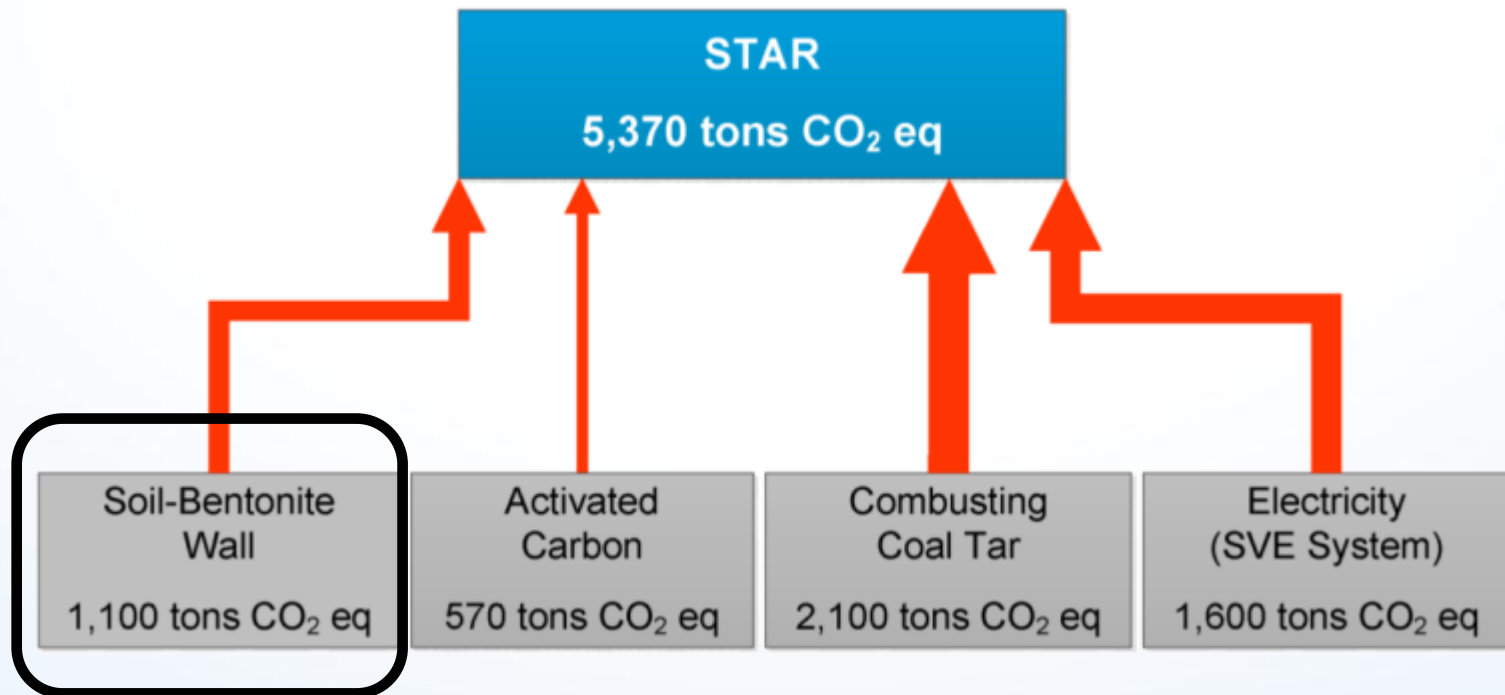 STAR
5,370 tons CO₂ eq
Soil-Bentonite
Wall
1,100 tons CO₂ eq
Activated
Carbon
570 tons CO₂ eq
Combusting
Coal Tar
2,100 tons CO₂ eq
Electricity
(SVE System)
1,600 tons CO₂ eq